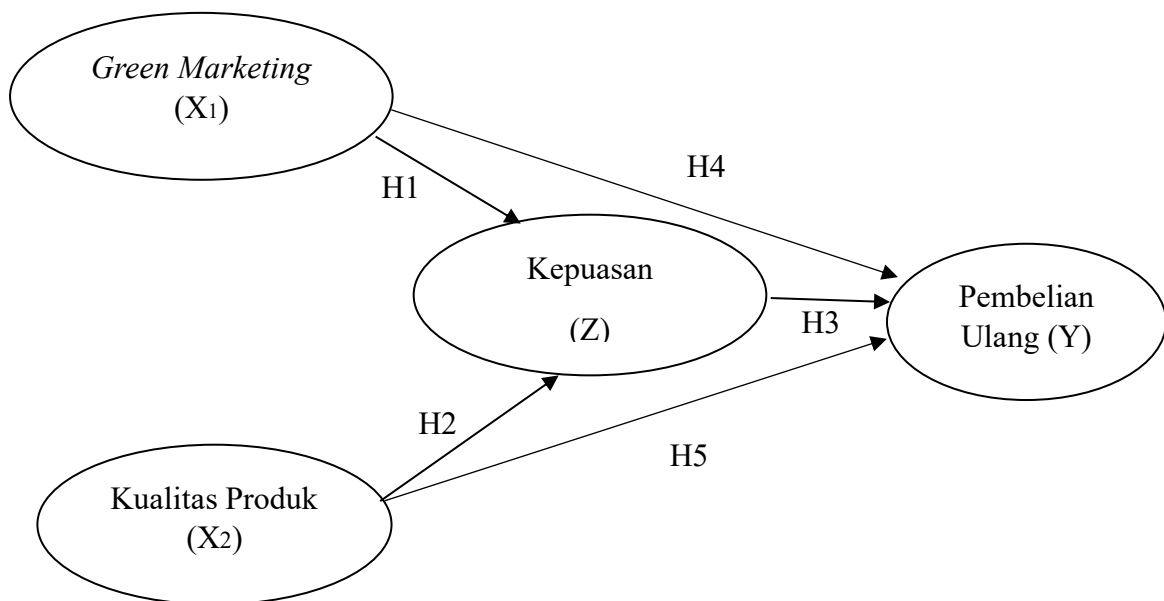 Green Marketing
(X1)
H4
H1
Kepuasan
(Z)
H3
Pembelian
Ulang (Y)
H2
H5
Kualitas Produk
(X2)